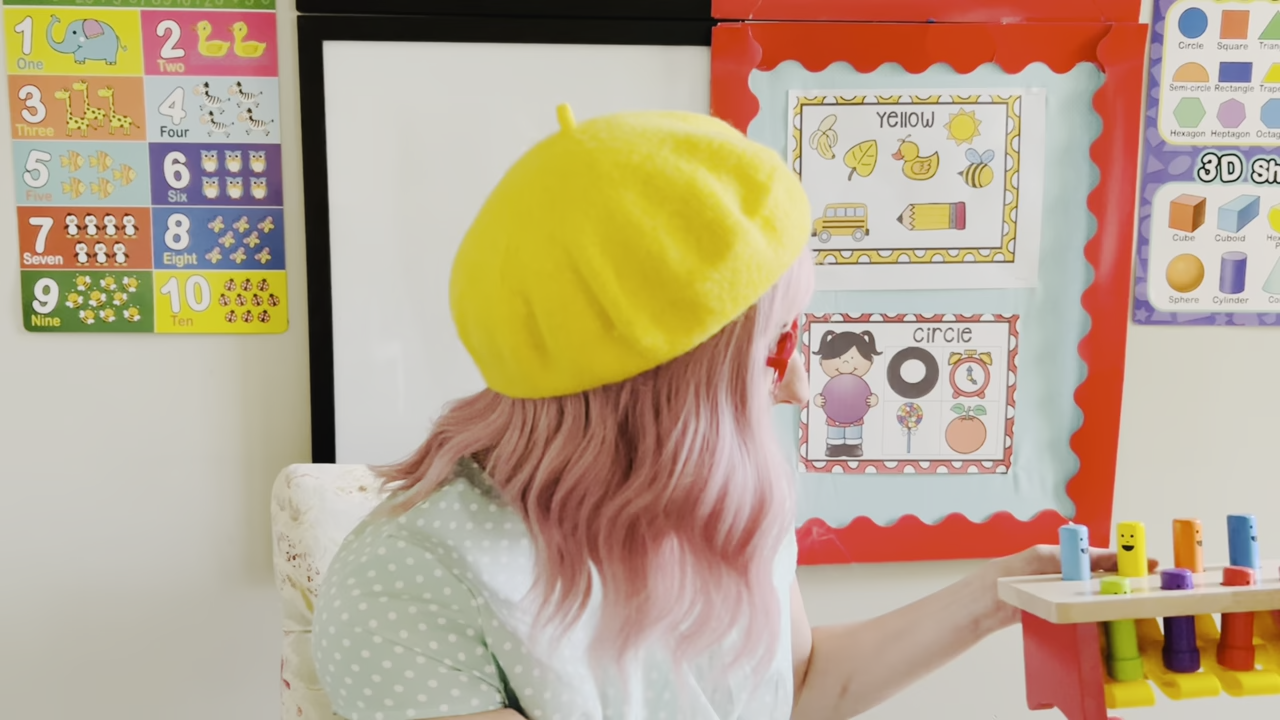 1
One
2
Two
3
Three
4
Four
5
Five
6
Six
7
Seven
8
Eight
9
Nine
10
Ten
Yellow
Circle
Circle
Square
Semi-circle
Rectangle
Hexagon
Heptagon
3D
Cube
Cuboid
Sphere
Cylinder